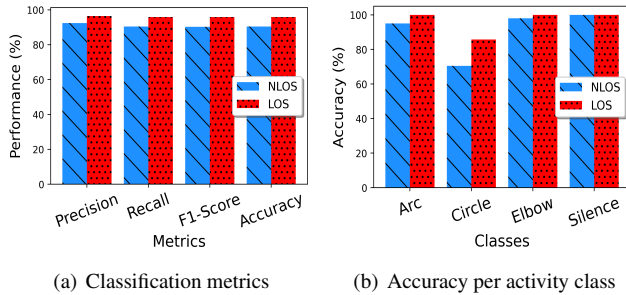 100
80
60
40
20
0
Performance (%)
NLOS
LOS
Precision
Recall
F1-Score
Accuracy
Metrics
(a) Classification metrics
100
80
60
40
20
0
Accuracy (%)
NLOS
LOS
Arc
Circle
Elbow
Silence
Classes
(b) Accuracy per activity class